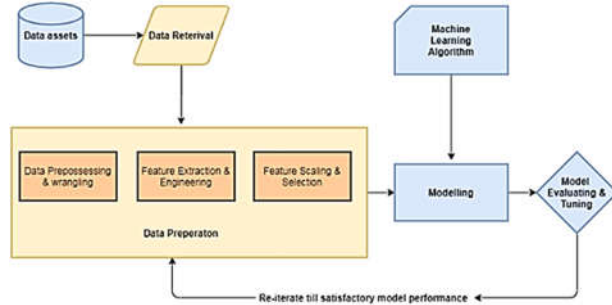 Data assets
Data Reterival
Machine
Learning
Algorithm
Data Prepossessing
& wrangling
Feature Extraction &
Engineering
Feature Scaling &
Selection
Data Preperaton
Modelling
Model
Evaluating &
Tuning
Re-iterate till satisfactory model performance